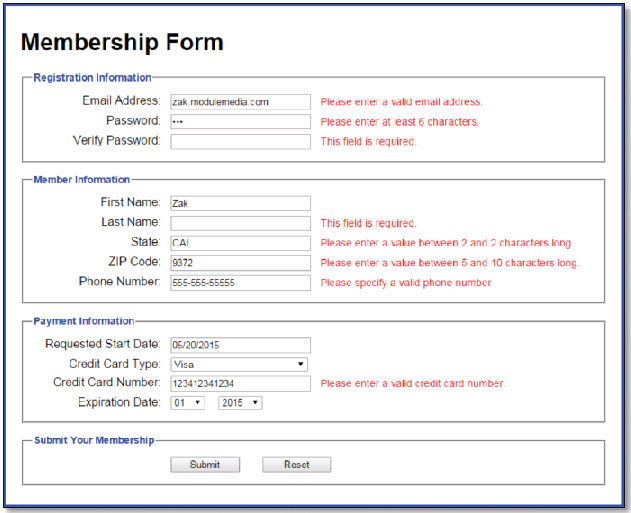 Membership Form
Registration Information
Email Address: zak.modulemedia.com Please enter a valid email address.
Password: ••• Please enter at least 6 characters.
Verify Password: This field is required.
Member Information
First Name: Zak
Last Name: This field is required.
State: CAL Please enter a value between 2 and 2 characters long.
ZIP Code: 9372 Please enter a value between 5 and 10 characters long.
Phone Number: 555-555-55555 Please specify a valid phone number
Payment Information
Requested Start Date: 05/20/2015
Credit Card Type: Visa
Credit Card Number: 123412341234 Please enter a valid credit card number.
Expiration Date: 01 2015
Submit Your Membership
Submit Reset